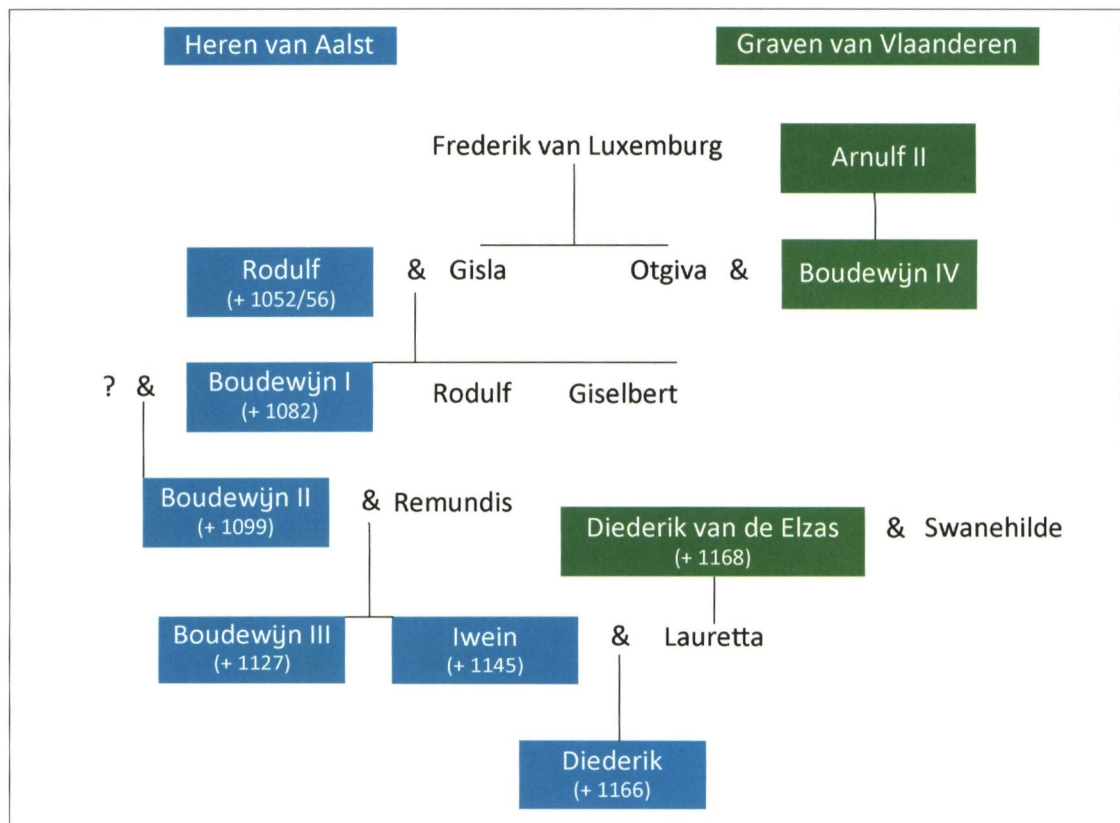 Heren van Aalst
Graven van Vlaanderen
Frederik van Luxemburg
Arnulf II
Rodulf
(+ 1052/56)
& Gisla
Otgiva &
Boudewijn IV
? &
Boudewijn I
(+ 1082)
Rodulf
Giselbert
Boudewijn II
(+ 1099)
& Remundis
Diederik van de Elzas
(+ 1168)
& Swanehilde
Boudewijn III
(+ 1127)
Iwein
(+ 1145)
& Lauretta
Diederik
(+ 1166)